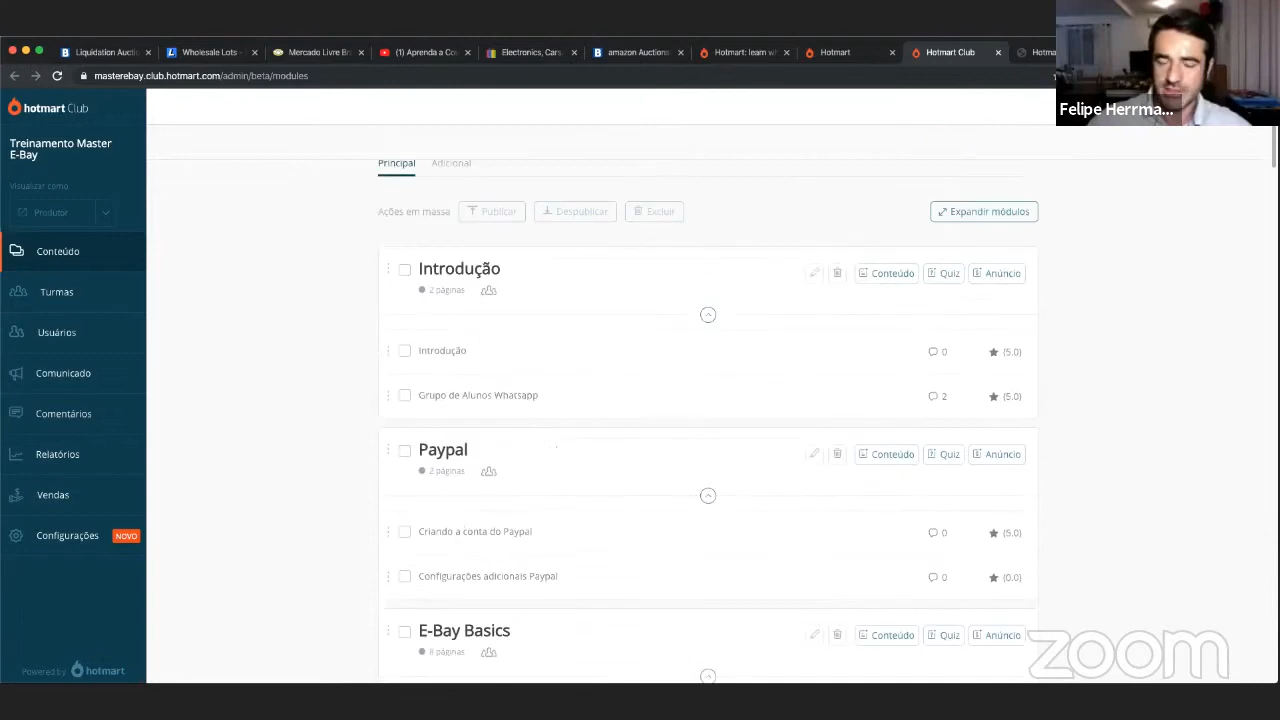 Liquidation Aucti
Wholesale Lots -
Mercado Livre Br
(1) Aprenda a Co
Electronics, Cars,
amazon Auctions
Hotmart: learn w
Hotmart
Hotmart Club
Hotma
masterebay.club.hotmart.com/admin/beta/modules
Felipe Herrma...
hotmart Club
Treinamento Master
E-Bay
Visualizar como
Produtor
Conteúdo
Turmas
Usuários
Comunicado
Comentários
Relatórios
Vendas
Configurações NOVO
Powered by hotmart
Principal Adicional
Ações em massa Publicar Despublicar Excluir Expandir módulos
Introdução Conteúdo Quiz Anúncio
2 páginas
Introdução 0 (5.0)
Grupo de Alunos Whatsapp 2 (5.0)
Paypal Conteúdo Quiz Anúncio
2 páginas
Criando a conta do Paypal 0 (5.0)
Configurações adicionais Paypal 0 (0.0)
E-Bay Basics Conteúdo Quiz Anúncio
8 páginas
zoom